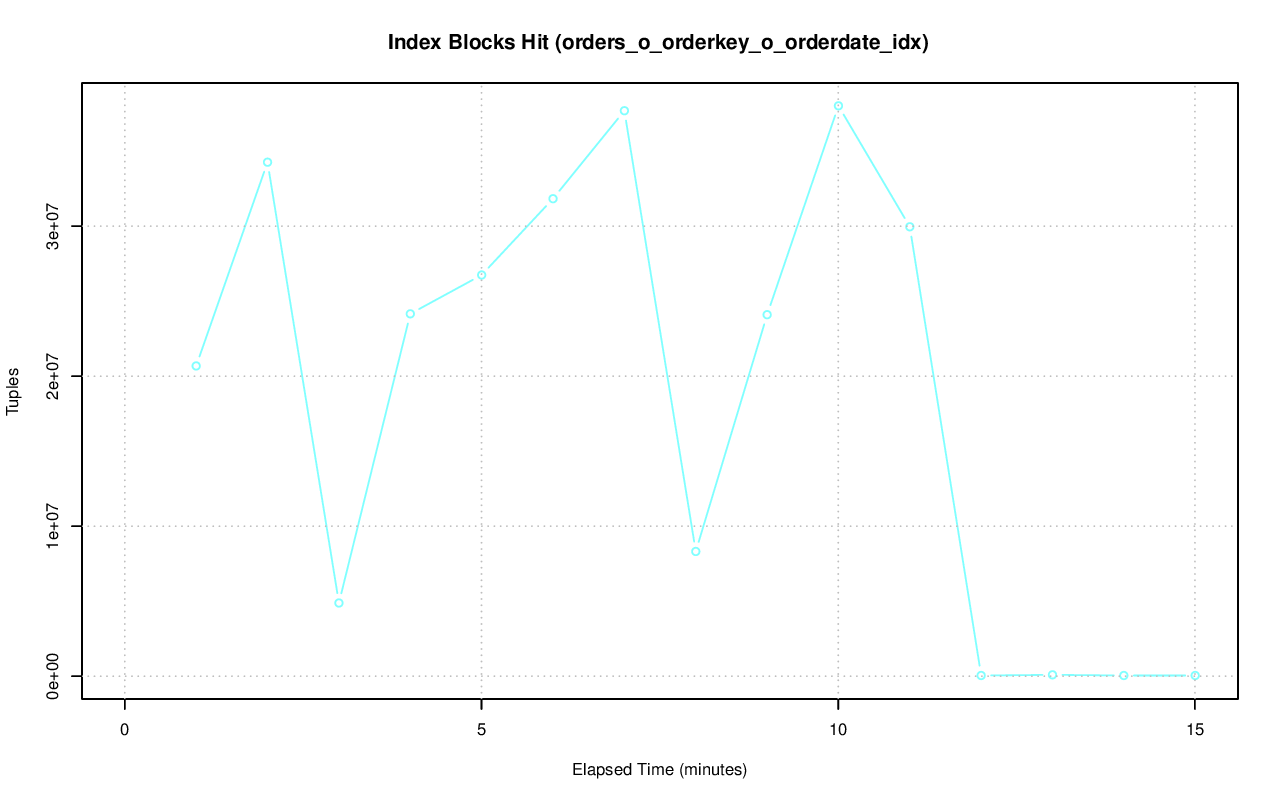 Index Blocks Hit (orders_o_orderkey_o_orderdate_idx)
Tuples
3e+07
2e+07
1e+07
0e+00
0 5 10 15
Elapsed Time (minutes)